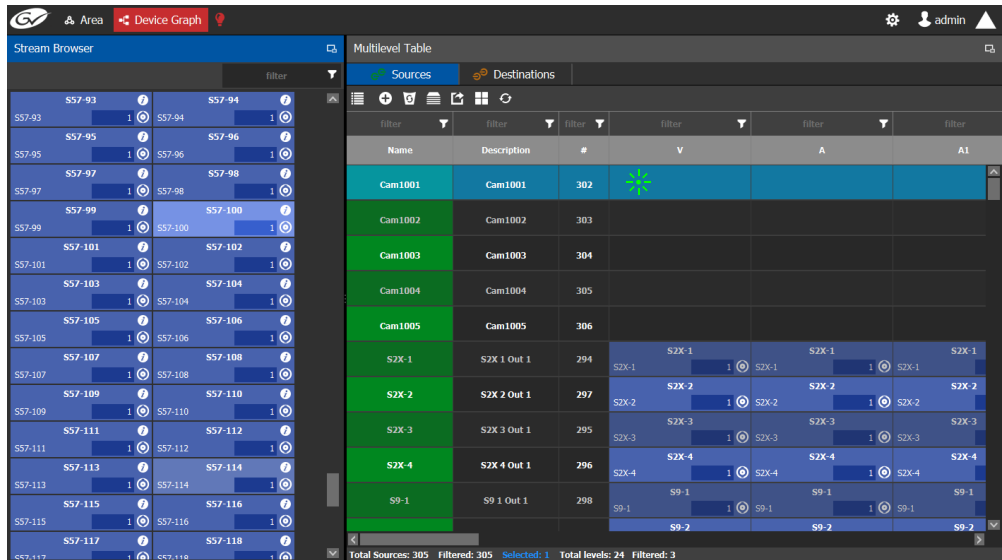 GV Area Device Graph admin
Stream Browser
filter
S57-93 S57-94
S57-93 1 S57-94 1
S57-95 S57-96
S57-95 1 S57-96 1
S57-97 S57-98
S57-97 1 S57-98 1
S57-99 S57-100
S57-99 1 S57-100 1
S57-101 S57-102
S57-101 1 S57-102 1
S57-103 S57-104
S57-103 1 S57-104 1
S57-105 S57-106
S57-105 1 S57-106 1
S57-107 S57-108
S57-107 1 S57-108 1
S57-109 S57-110
S57-109 1 S57-110 1
S57-111 S57-112
S57-111 1 S57-112 1
S57-113 S57-114
S57-113 1 S57-114 1
S57-115 S57-116
S57-115 1 S57-116 1
S57-117 S57-118
S57-117 1 S57-118 1
Multilevel Table
Sources Destinations
filter filter filter filter filter filter
Name Description # V A A1
Cam1001 Cam1001 302
Cam1002 Cam1002 303
Cam1003 Cam1003 304
Cam1004 Cam1004 305
Cam1005 Cam1005 306
S2X-1 S2X-1 S2X-1
S2X-1 S2X 1 Out 1 294
S2X-1 1 S2X-1 1 S2X-1
S2X-2 S2X-2 S2X-2
S2X-2 S2X 2 Out 1 297
S2X-2 1 S2X-2 1 S2X-2
S2X-3 S2X-3 S2X-3
S2X-3 S2X 3 Out 1 295
S2X-3 1 S2X-3 1 S2X-3
S2X-4 S2X-4 S2X-4
S2X-4 S2X 4 Out 1 296
S2X-4 1 S2X-4 1 S2X-4
S9-1 S9-1 S9-1
S9-1 S9 1 Out 1 298
S9-1 1 S9-1 1 S9-1
S9-2 S9-2 S9-2
Total Sources: 305 Filtered: 305 Selected: 1 Total levels: 24 Filtered: 3